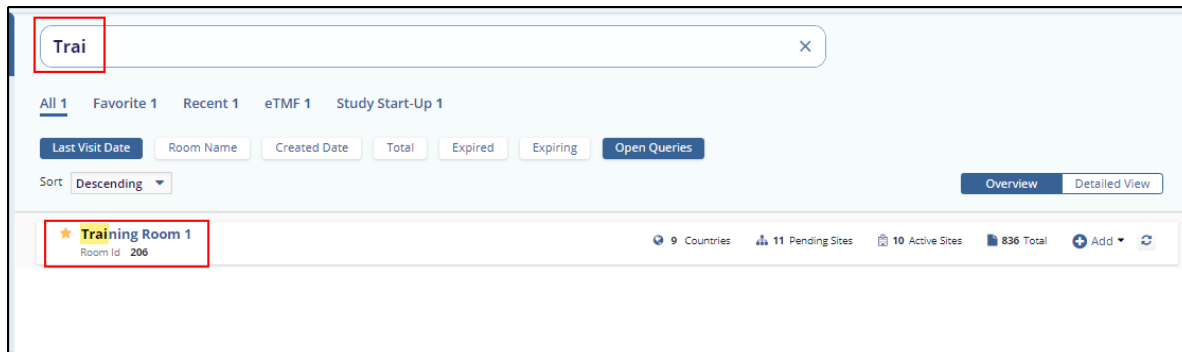 Trai
All 1 Favorite 1 Recent 1 eTMF 1 Study Start-Up 1
Last Visit Date Room Name Created Date Total Expired Expiring Open Queries
Sort Descending Overview Detailed View
Training Room 1 9 Countries 11 Pending Sites 10 Active Sites 836 Total Add
Room Id 206